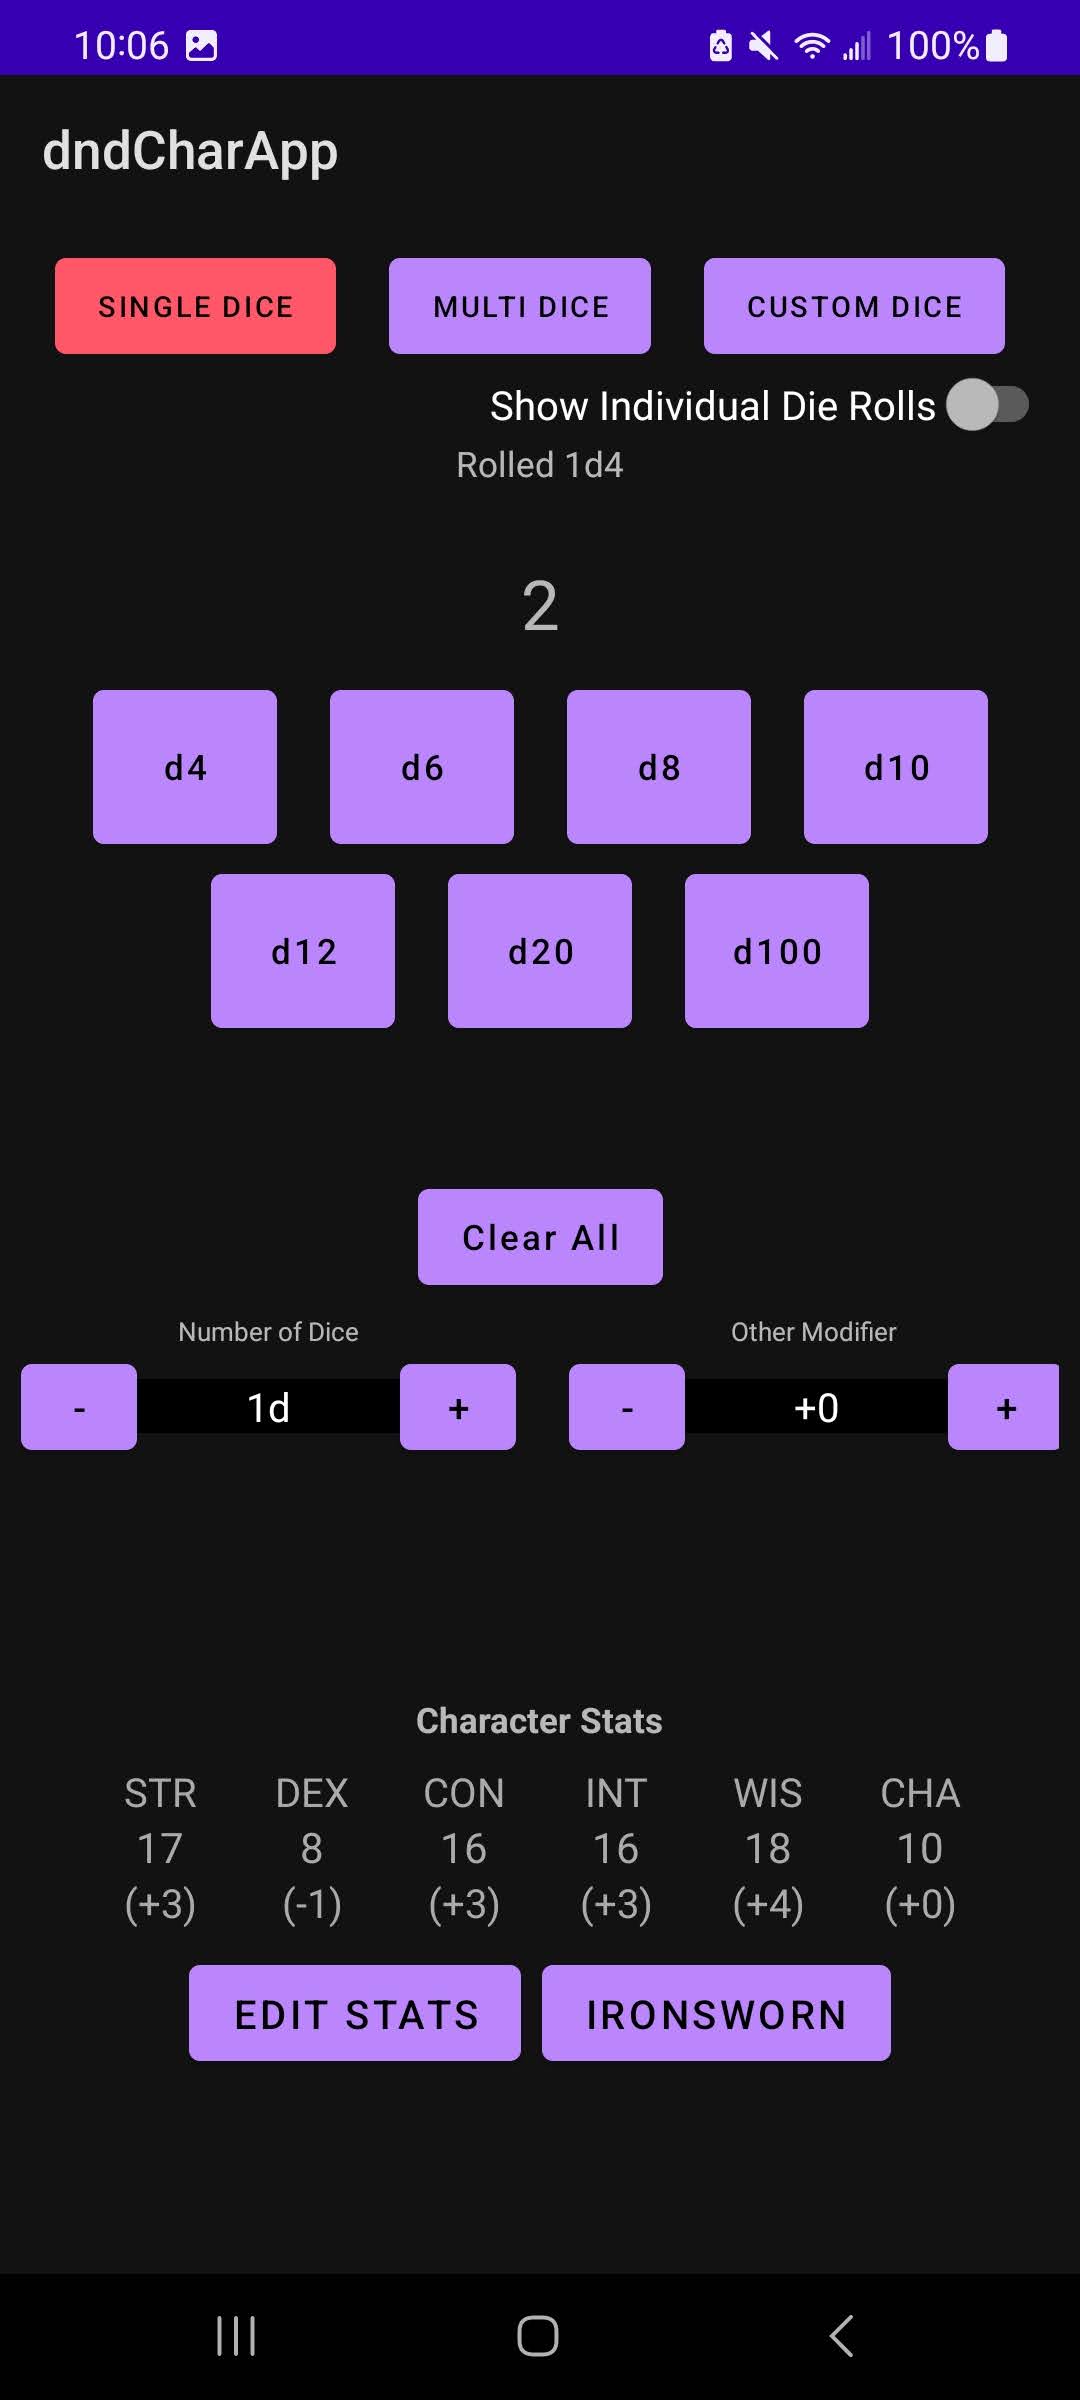 10:06 100%
dndCharApp
SINGLE DICE MULTI DICE CUSTOM DICE
Show Individual Die Rolls
Rolled 1d4
2
d4 d6 d8 d10
d12 d20 d100
Clear All
Number of Dice Other Modifier
- 1d + - +0 +
Character Stats
STR DEX CON INT WIS CHA
17 8 16 16 18 10
(+3) (-1) (+3) (+3) (+4) (+0)
EDIT STATS IRONSWORN